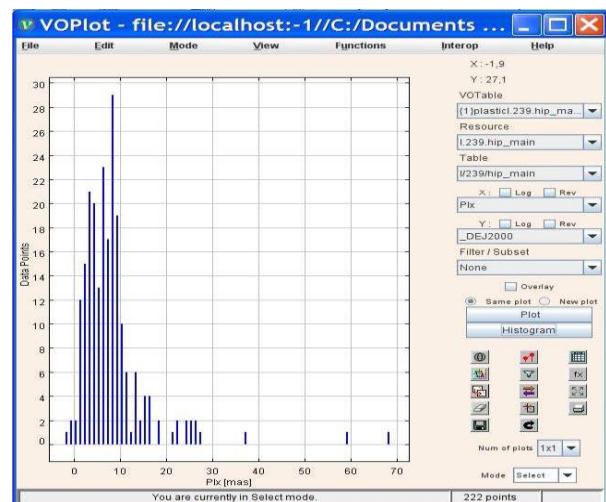 VOPlot - file://localhost:-1//C:/Documents ...
File Edit Mode View Functions Interop Help
X:-1,9
Y:27,1
VOTable
{1}plasticl.239.hip_ma...
Resource
I.239.hip_main
Table
I/239/hip_main
X: Log Rev
Plx
Y: Log Rev
_DEJ2000
Filter / Subset
None
Overlay
Same plot New plot
Plot
Histogram
fx
Num of plots 1x1
Mode Select
30
28
26
24
22
20
18
16
14
12
10
8
6
4
2
0
Data Points
0 10 20 30 40 50 60 70
Plx [mas]
You are currently in Select mode. 222 points